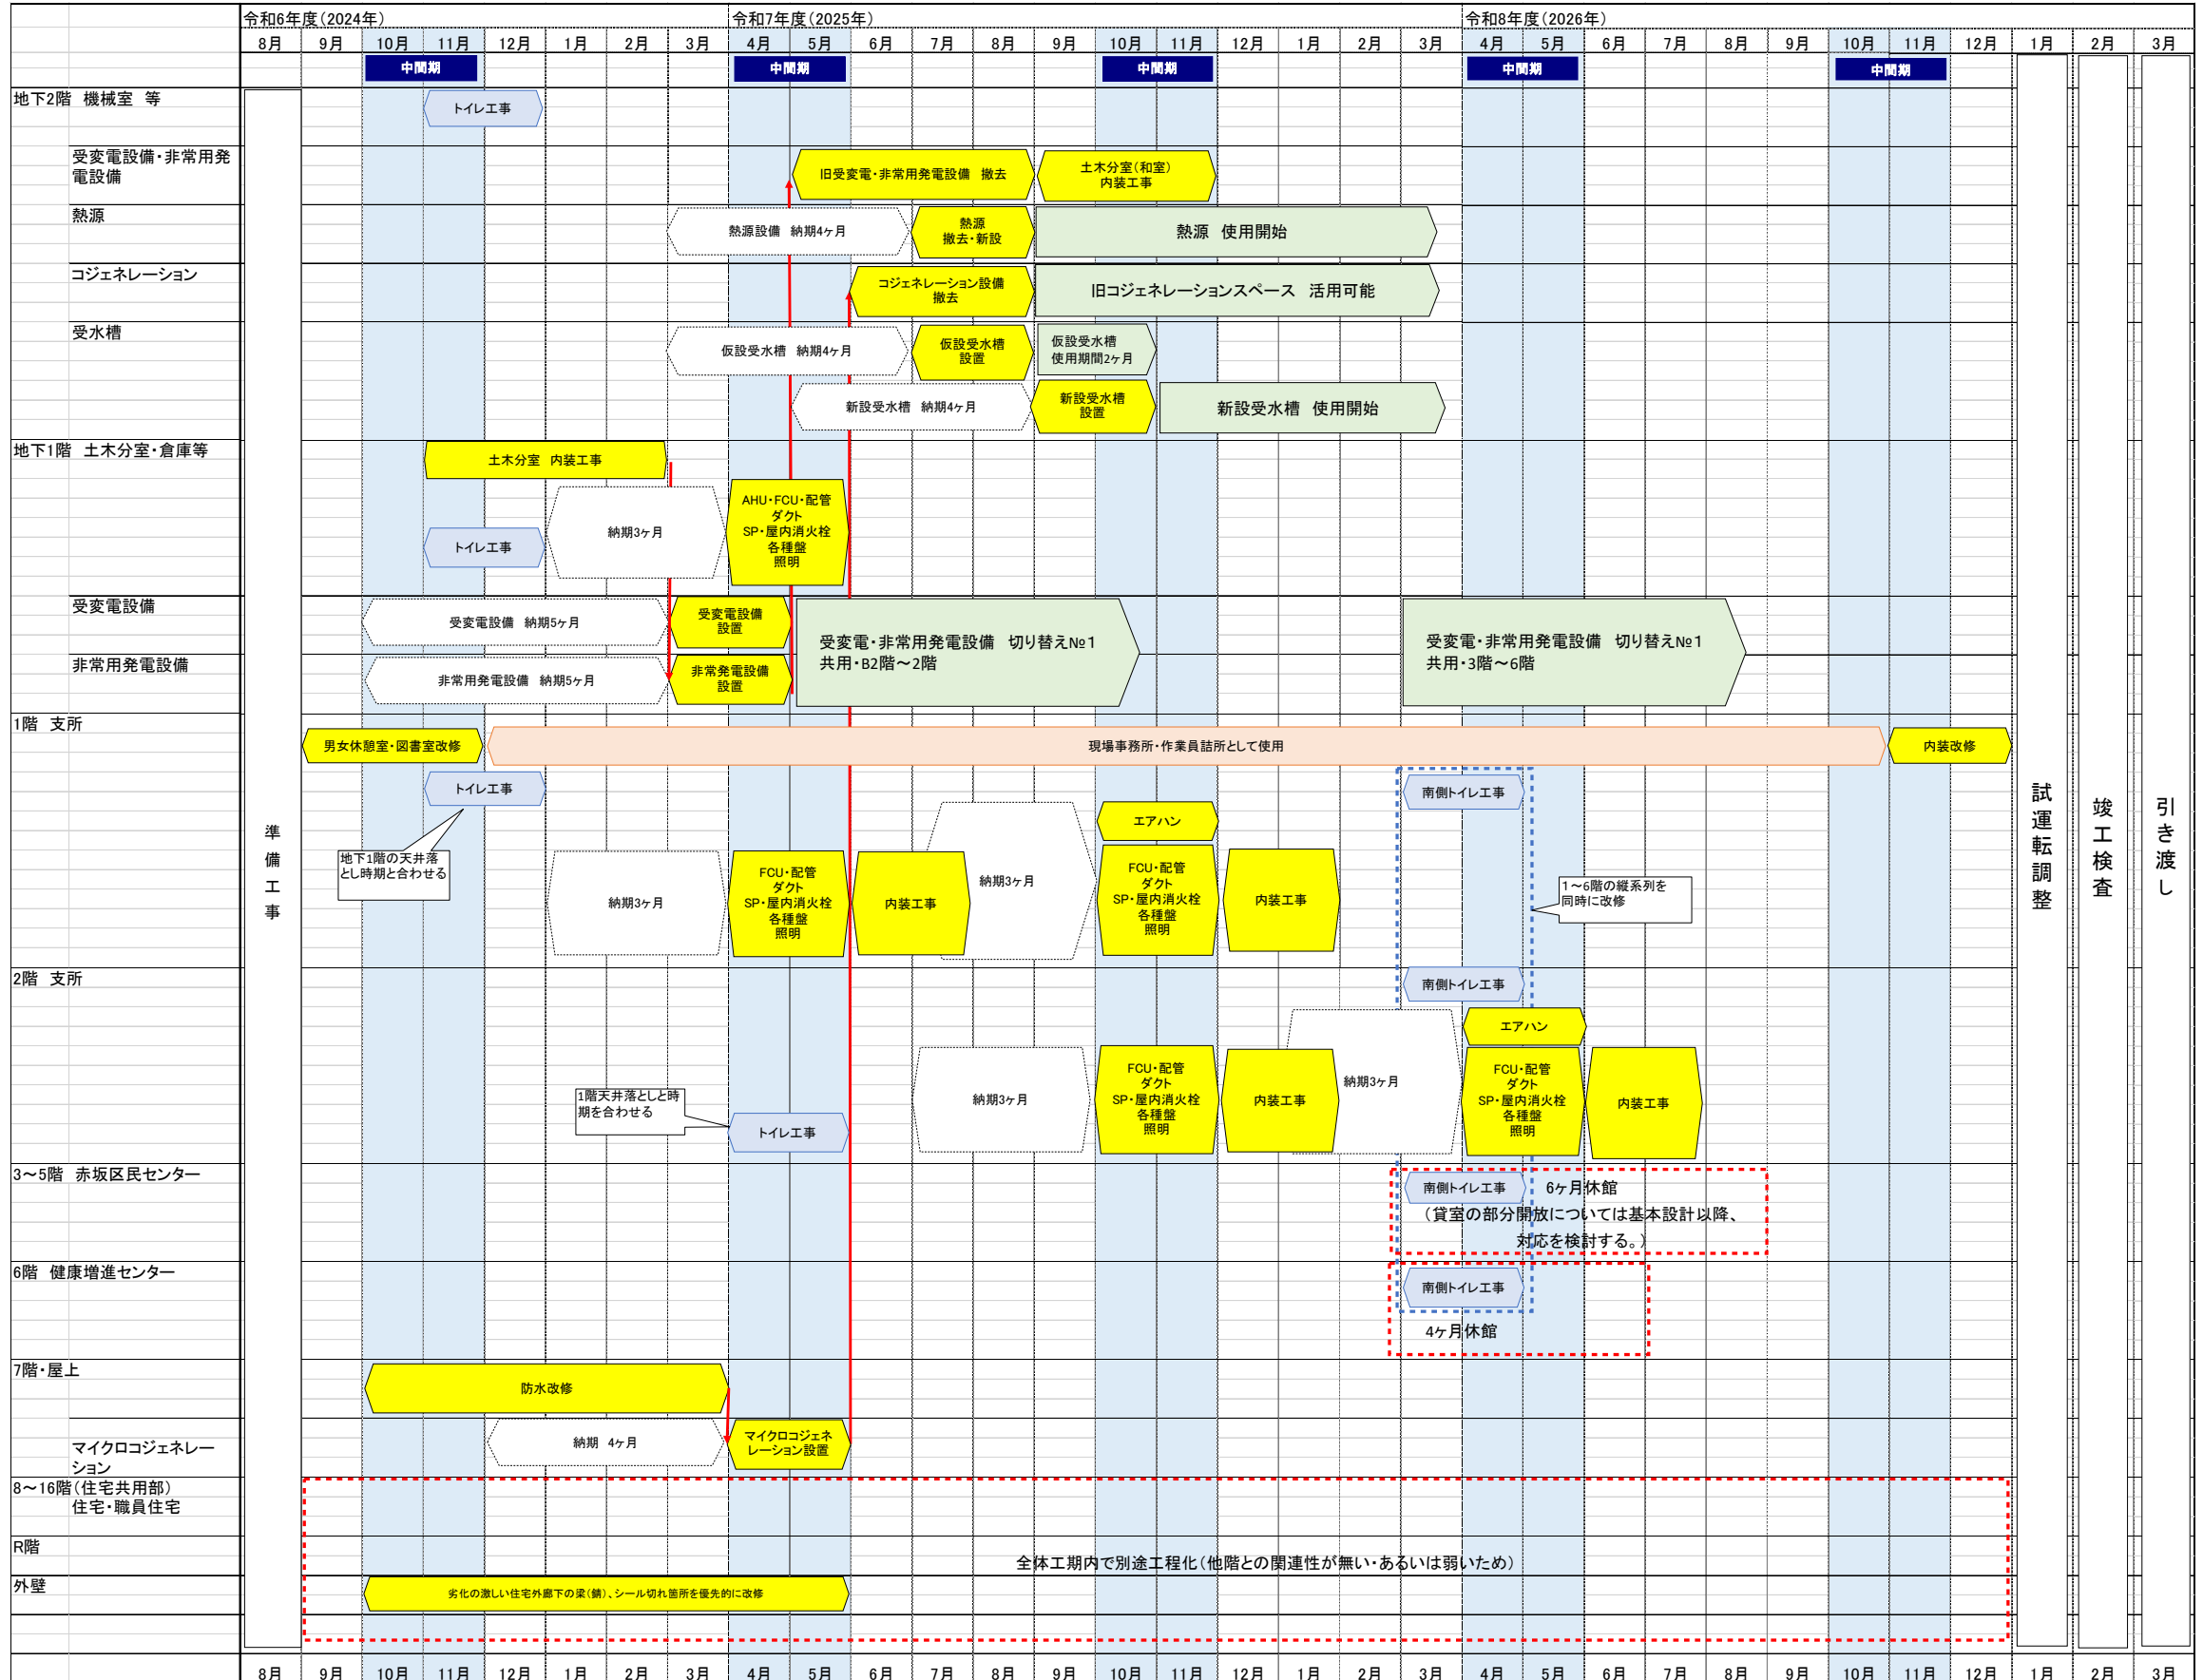 令和6年度(2024年)
令和7年度(2025年)
令和8年度(2026年)
8月 9月 10月 11月 12月 1月 2月 3月 4月 5月 6月 7月 8月 9月 10月 11月 12月 1月 2月 3月 4月 5月 6月 7月 8月 9月 10月 11月 12月 1月 2月 3月
中間期 中間期 中間期 中間期 中間期
準備工事
試運転調整
竣工検査
引き渡し
地下2階 機械室 等
トイレ工事
受変電設備・非常用発
電設備
旧受変電・非常用発電設備 撤去
土木分室(和室)
内装工事
熱源
熱源設備 納期4ヶ月
熱源
撤去・新設
熱源 使用開始
コジェネレーション
コジェネレーション設備
撤去
旧コジェネレーションスペース 活用可能
受水槽
仮設受水槽 納期4ヶ月
仮設受水槽
設置
仮設受水槽
使用期間2ヶ月
新設受水槽 納期4ヶ月
新設受水槽
設置
新設受水槽 使用開始
地下1階 土木分室・倉庫等
土木分室 内装工事
トイレ工事
納期3ヶ月
AHU・FCU・配管
ダクト
SP・屋内消火栓
各種盤
照明
受変電設備
受変電設備 納期5ヶ月
受変電設備
設置
受変電・非常用発電設備 切り替え№1
共用・B2階～2階
受変電・非常用発電設備 切り替え№1
共用・3階～6階
非常用発電設備
非常用発電設備 納期5ヶ月
非常発電設備
設置
1階 支所
男女休憩室・図書室改修
現場事務所・作業員詰所として使用
内装改修
トイレ工事
南側トイレ工事
地下1階の天井落
とし時期と合わせる
納期3ヶ月
FCU・配管
ダクト
SP・屋内消火栓
各種盤
照明
内装工事
納期3ヶ月
エアハン
FCU・配管
ダクト
SP・屋内消火栓
各種盤
照明
内装工事
1～6階の縦系列を
同時に改修
2階 支所
南側トイレ工事
1階天井落としと時
期を合わせる
トイレ工事
納期3ヶ月
FCU・配管
ダクト
SP・屋内消火栓
各種盤
照明
内装工事
納期3ヶ月
エアハン
FCU・配管
ダクト
SP・屋内消火栓
各種盤
照明
内装工事
3～5階 赤坂区民センター
南側トイレ工事
6ヶ月休館
(貸室の部分開放については基本設計以降、
対応を検討する。)
6階 健康増進センター
南側トイレ工事
4ヶ月休館
7階・屋上
防水改修
マイクロコジェネレー
ション
納期 4ヶ月
マイクロコジェネ
レーション設置
8～16階(住宅共用部)
住宅・職員住宅
R階
全体工期内で別途工程化(他階との関連性が無い・あるいは弱いため)
外壁
劣化の激しい住宅外廊下の梁(錆)、シール切れ箇所を優先的に改修
8月 9月 10月 11月 12月 1月 2月 3月 4月 5月 6月 7月 8月 9月 10月 11月 12月 1月 2月 3月 4月 5月 6月 7月 8月 9月 10月 11月 12月 1月 2月 3月